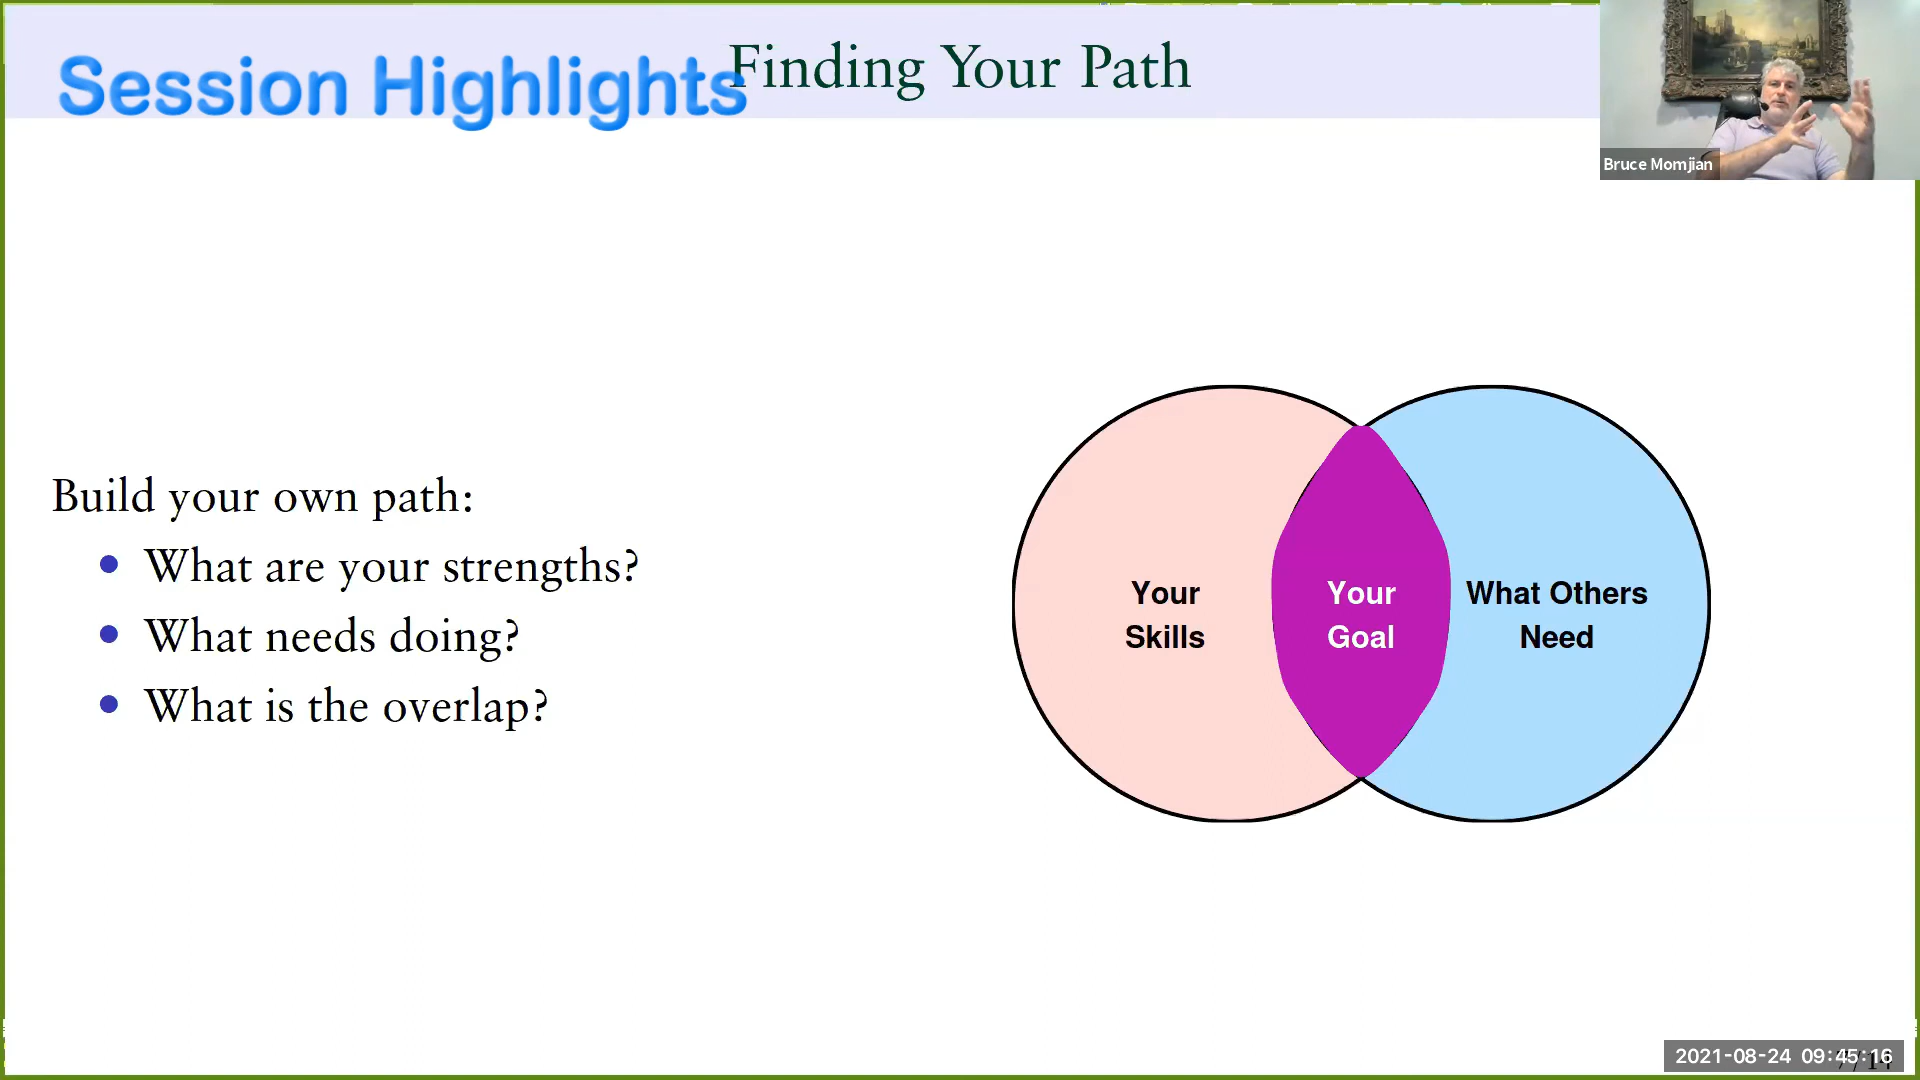 Session Highlights
Finding Your Path
Bruce Momjian
Build your own path:
What are your strengths?
What needs doing?
What is the overlap?
Your
Skills
Your
Goal
What Others
Need
2021-08-24 09:45:16